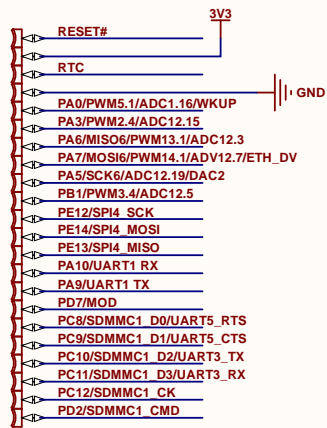 3V3
RESET#
RTC
GND
PA0/PWM5.1/ADC1.16/WKUP
PA3/PWM2.4/ADC12.15
PA6/MISO6/PWM13.1/ADC12.3
PA7/MOSI6/PWM14.1/ADV12.7/ETH_DV
PA5/SCK6/ADC12.19/DAC2
PB1/PWM3.4/ADC12.5
PE12/SPI4_SCK
PE14/SPI4_MOSI
PE13/SPI4_MISO
PA10/UART1 RX
PA9/UART1 TX
PD7/MOD
PC8/SDMMC1_D0/UART5_RTS
PC9/SDMMC1_D1/UART5_CTS
PC10/SDMMC1_D2/UART3_TX
PC11/SDMMC1_D3/UART3_RX
PC12/SDMMC1_CK
PD2/SDMMC1_CMD